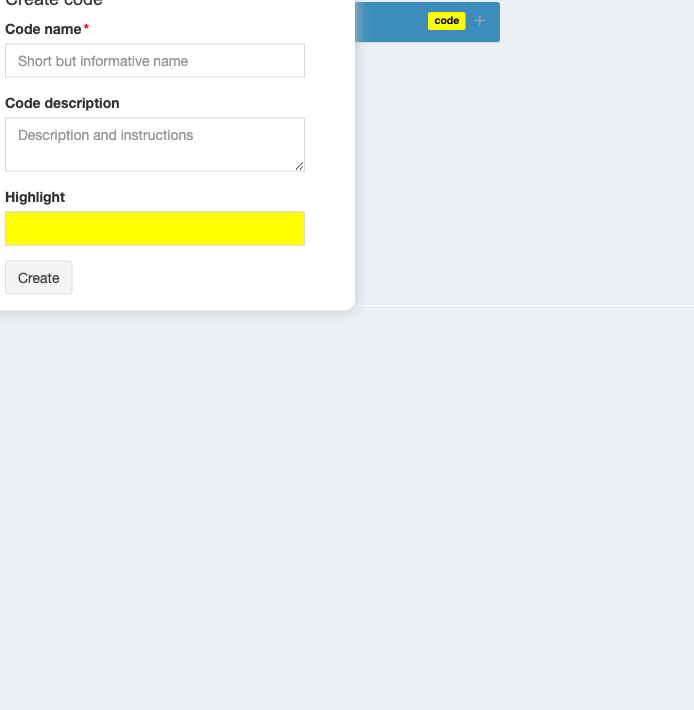 Create code
code +
Code name*
Short but informative name
Code description
Description and instructions
Highlight
Create